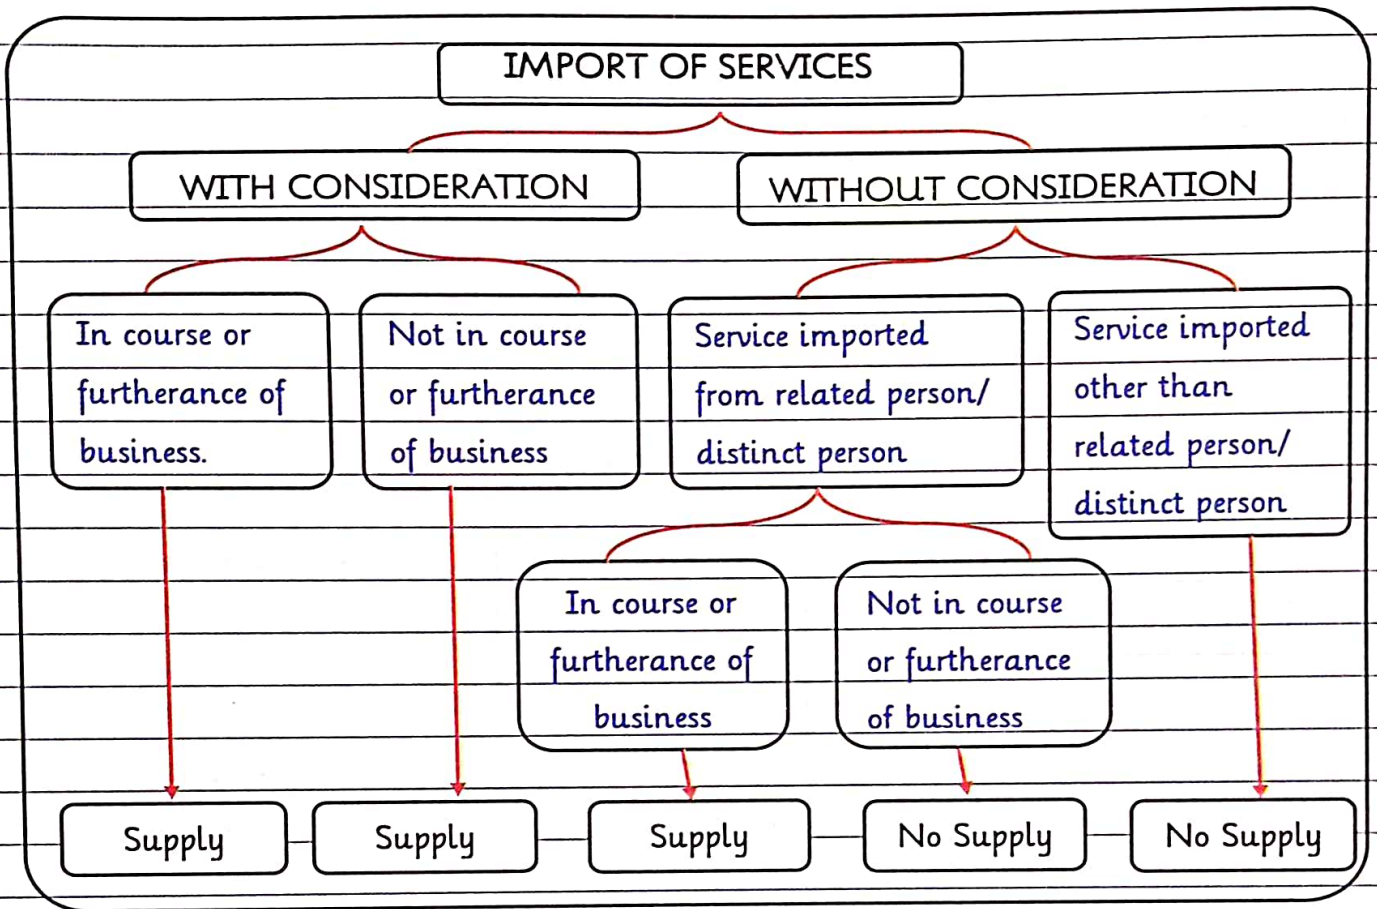 IMPORT OF SERVICES
WITH CONSIDERATION
WITHOUT CONSIDERATION
In course or
furtherance of
business.
Not in course
or furtherance
of business
Service imported
from related person/
distinct person
Service imported
other than
related person/
distinct person
In course or
furtherance of
business
Not in course
or furtherance
of business
Supply
Supply
Supply
No Supply
No Supply